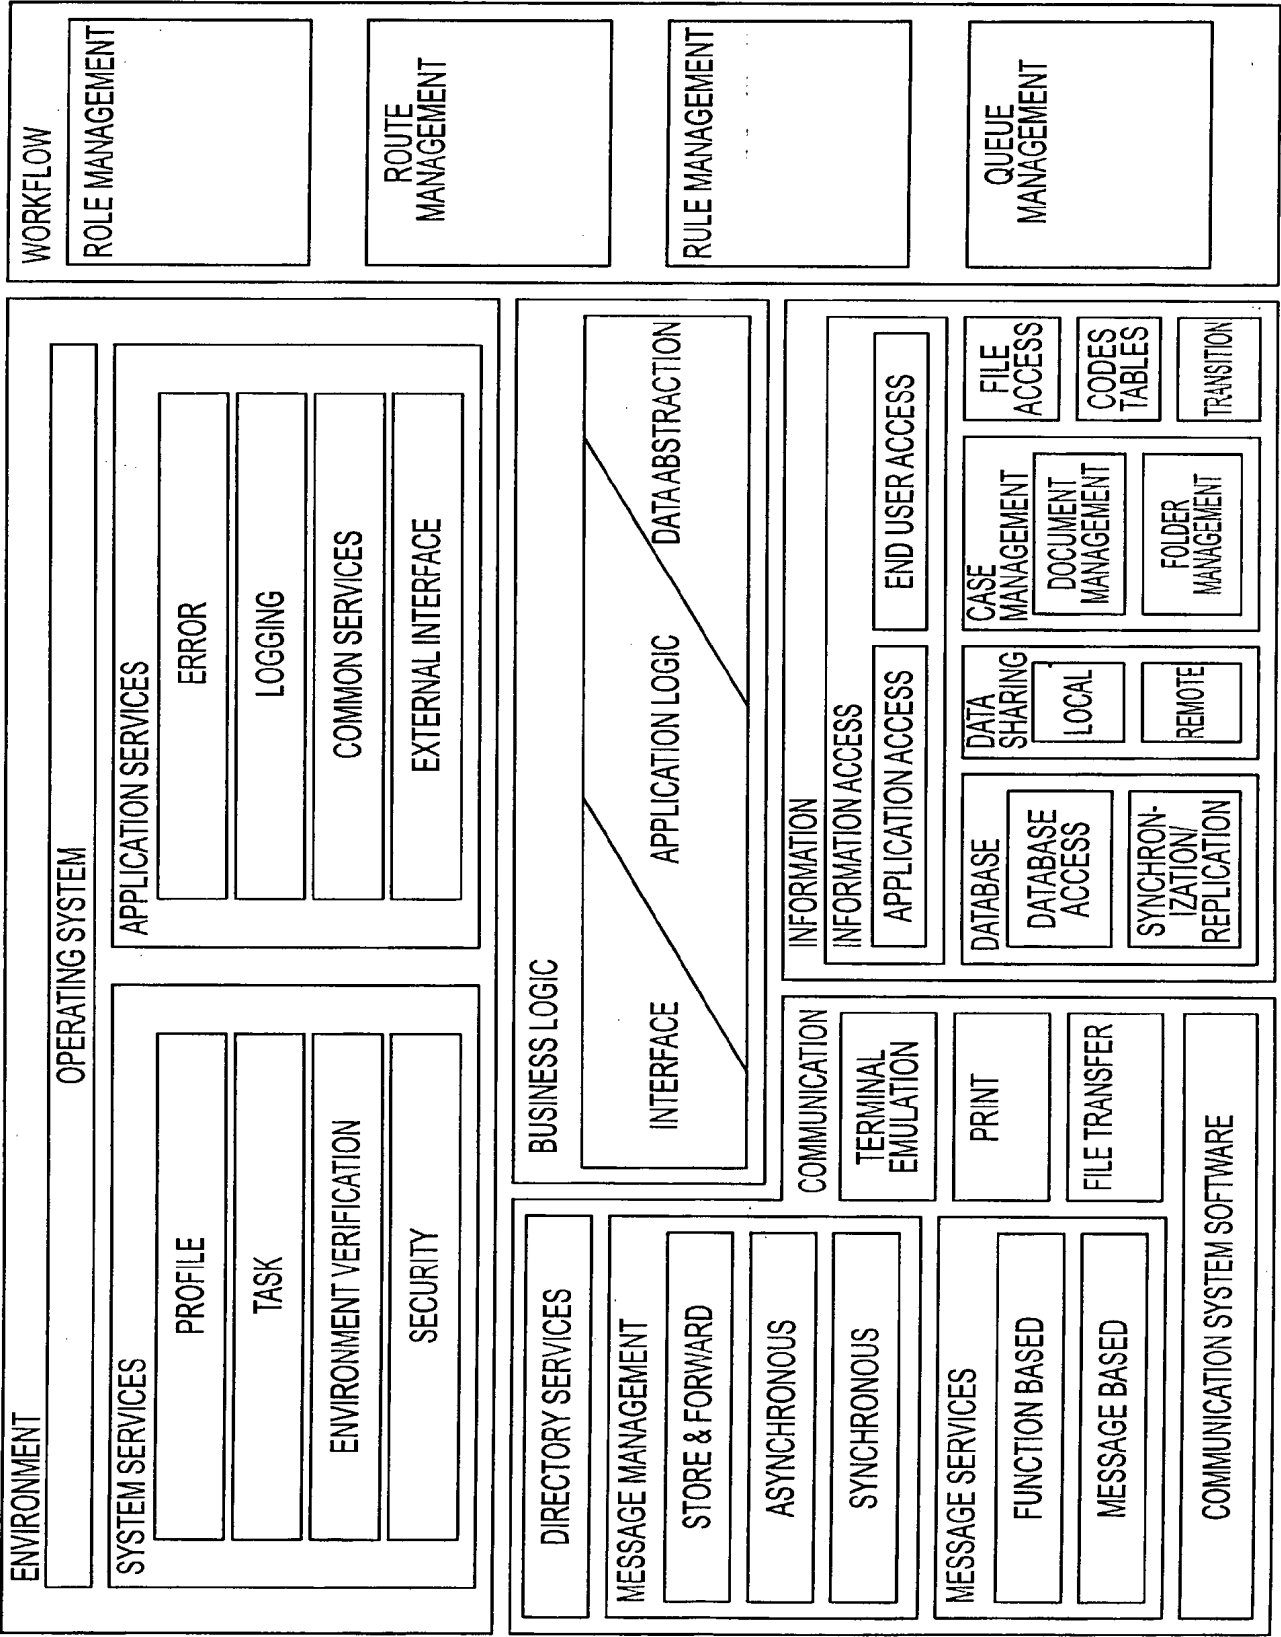 ENVIRONMENT
OPERATING SYSTEM
SYSTEM SERVICES
PROFILE
TASK
ENVIRONMENT VERIFICATION
SECURITY
APPLICATION SERVICES
ERROR
LOGGING
COMMON SERVICES
EXTERNAL INTERFACE
WORKFLOW
ROLE MANAGEMENT
ROUTE
MANAGEMENT
RULE MANAGEMENT
QUEUE
MANAGEMENT
BUSINESS LOGIC
INTERFACE
APPLICATION LOGIC
DATA ABSTRACTION
DIRECTORY SERVICES
MESSAGE MANAGEMENT
STORE & FORWARD
ASYNCHRONOUS
SYNCHRONOUS
MESSAGE SERVICES
FUNCTION BASED
MESSAGE BASED
COMMUNICATION
TERMINAL
EMULATION
PRINT
FILE TRANSFER
COMMUNICATION SYSTEM SOFTWARE
INFORMATION
INFORMATION ACCESS
APPLICATION ACCESS
END USER ACCESS
DATABASE
DATABASE
ACCESS
SYNCHRON-
IZATION/
REPLICATION
DATA
SHARING
LOCAL
REMOTE
CASE
MANAGEMENT
DOCUMENT
MANAGEMENT
FOLDER
MANAGEMENT
FILE
ACCESS
CODES
TABLES
TRANSITION